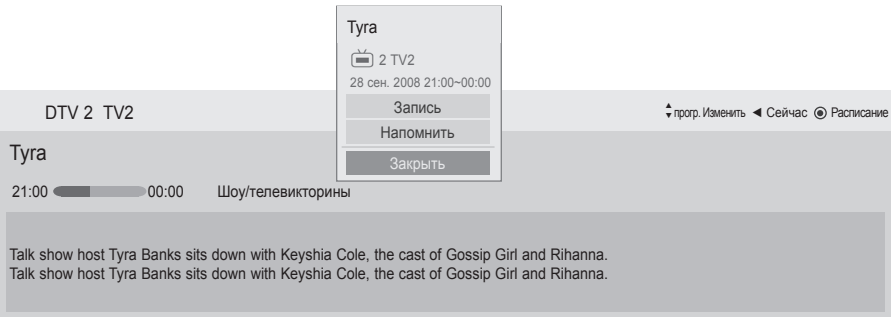 Tyra
2 TV2
28 сен. 2008 21:00~00:00
Запись
Напомнить
Закрыть
DTV 2 TV2
прогр. Изменить ◀ Сейчас ◉ Расписание
Tyra
21:00 00:00 Шоу/телевикторины
Talk show host Tyra Banks sits down with Keyshia Cole, the cast of Gossip Girl and Rihanna.
Talk show host Tyra Banks sits down with Keyshia Cole, the cast of Gossip Girl and Rihanna.